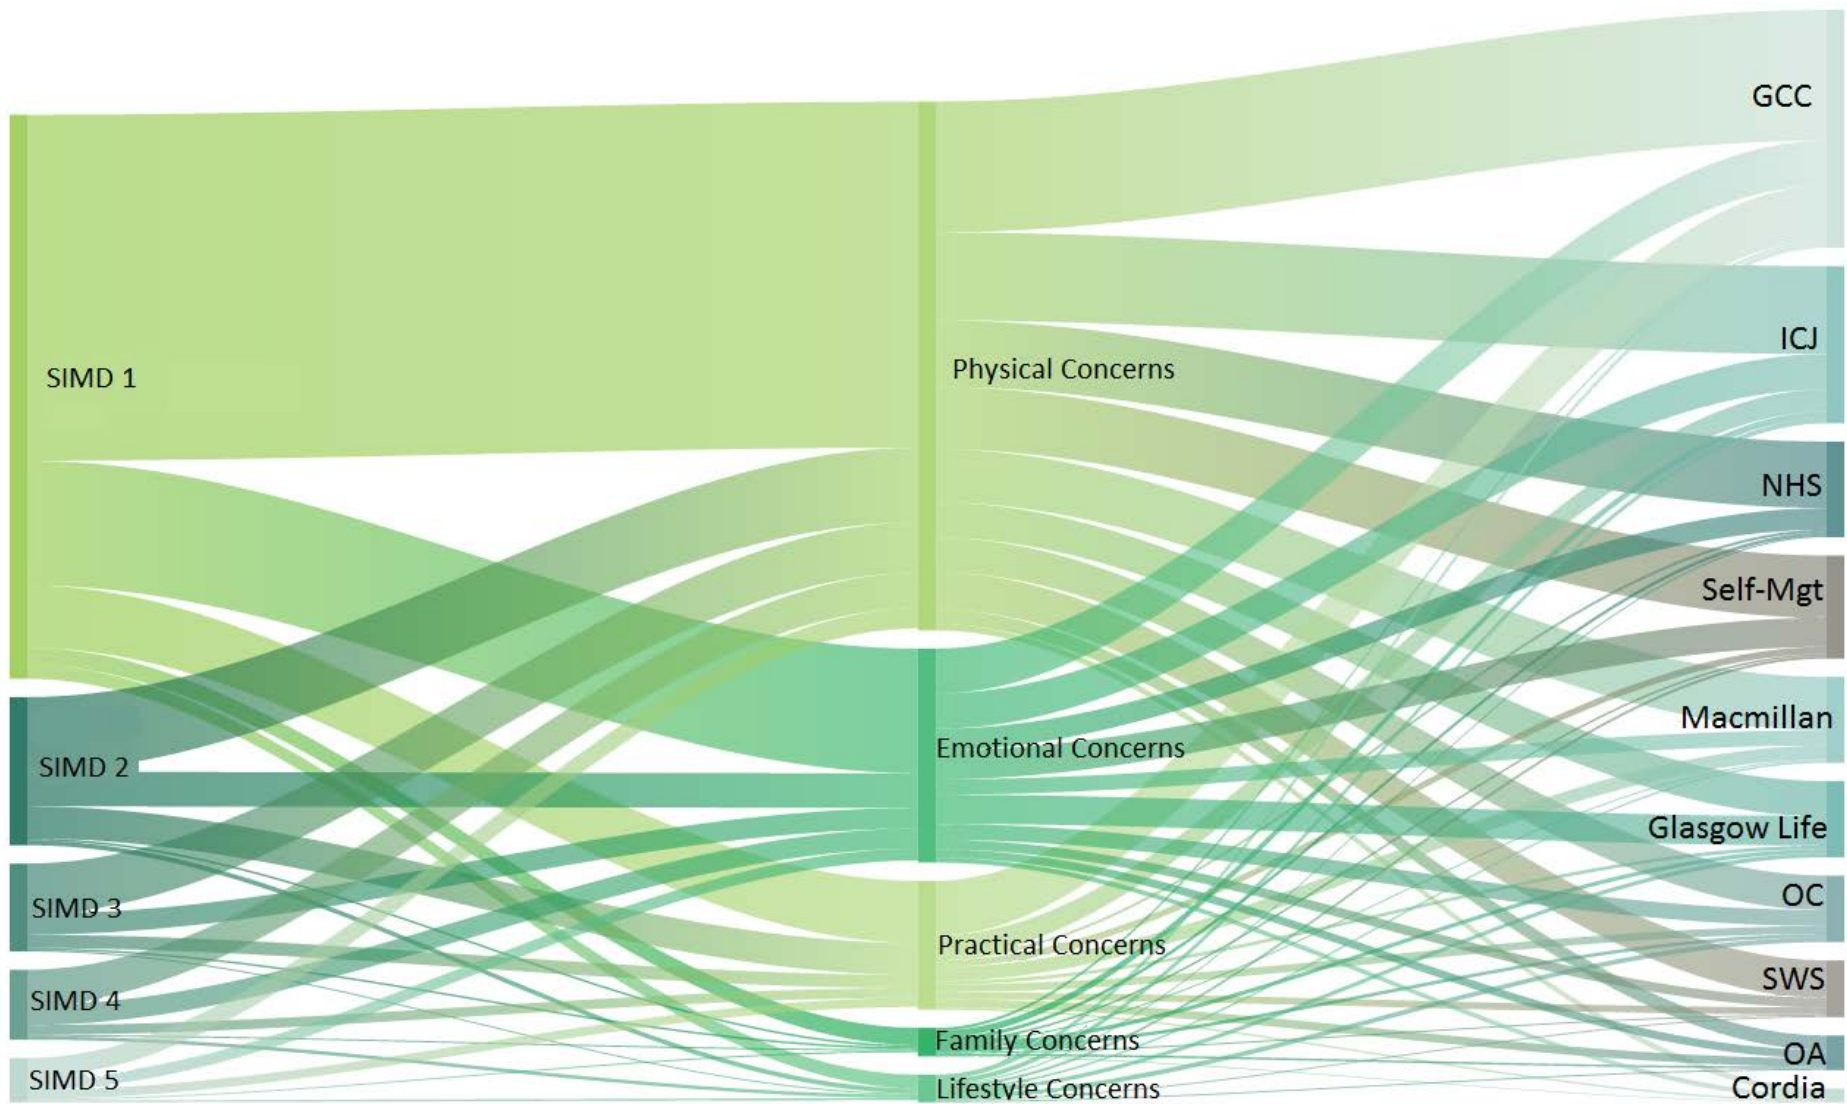 SIMD 1
SIMD 2
SIMD 3
SIMD 4
SIMD 5
Physical Concerns
Emotional Concerns
Practical Concerns
Family Concerns
Lifestyle Concerns
GCC
ICJ
NHS
Self-Mgt
Macmillan
Glasgow Life
OC
SWS
OA
Cordia